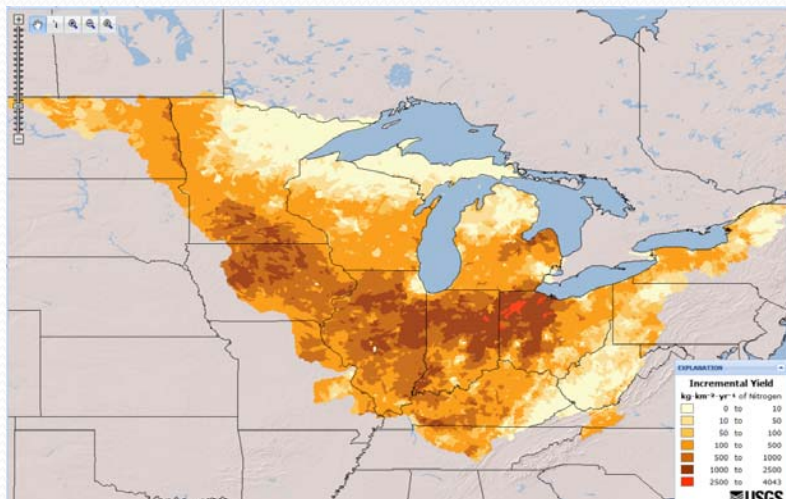 EXPLANATION
Incremental Yield
kg·km⁻²·yr⁻¹ of Nitrogen
0 to 10
10 to 50
50 to 100
100 to 500
500 to 1000
1000 to 2500
2500 to 4043
USGS